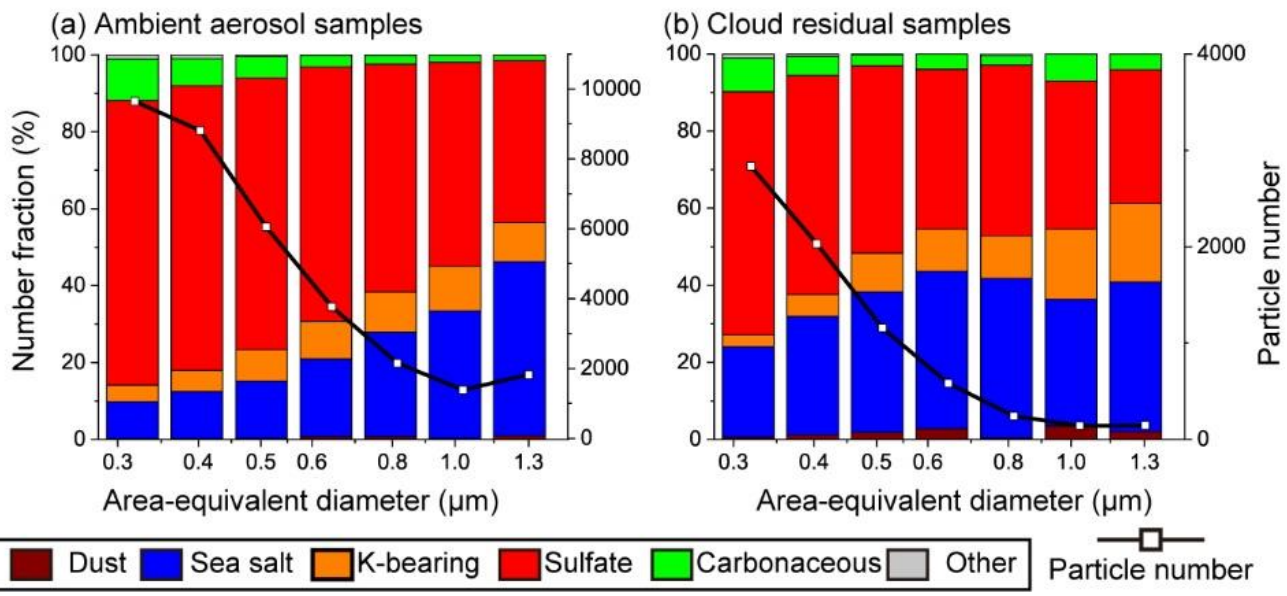 (a) Ambient aerosol samples
(b) Cloud residual samples
Number fraction (%)
100
80
60
40
20
0
10000
8000
6000
4000
2000
0
0.3 0.4 0.5 0.6 0.8 1.0 1.3
Area-equivalent diameter (µm)
100
80
60
40
20
0
4000
2000
0
Particle number
0.3 0.4 0.5 0.6 0.8 1.0 1.3
Area-equivalent diameter (µm)
Dust Sea salt K-bearing Sulfate Carbonaceous Other
Particle number